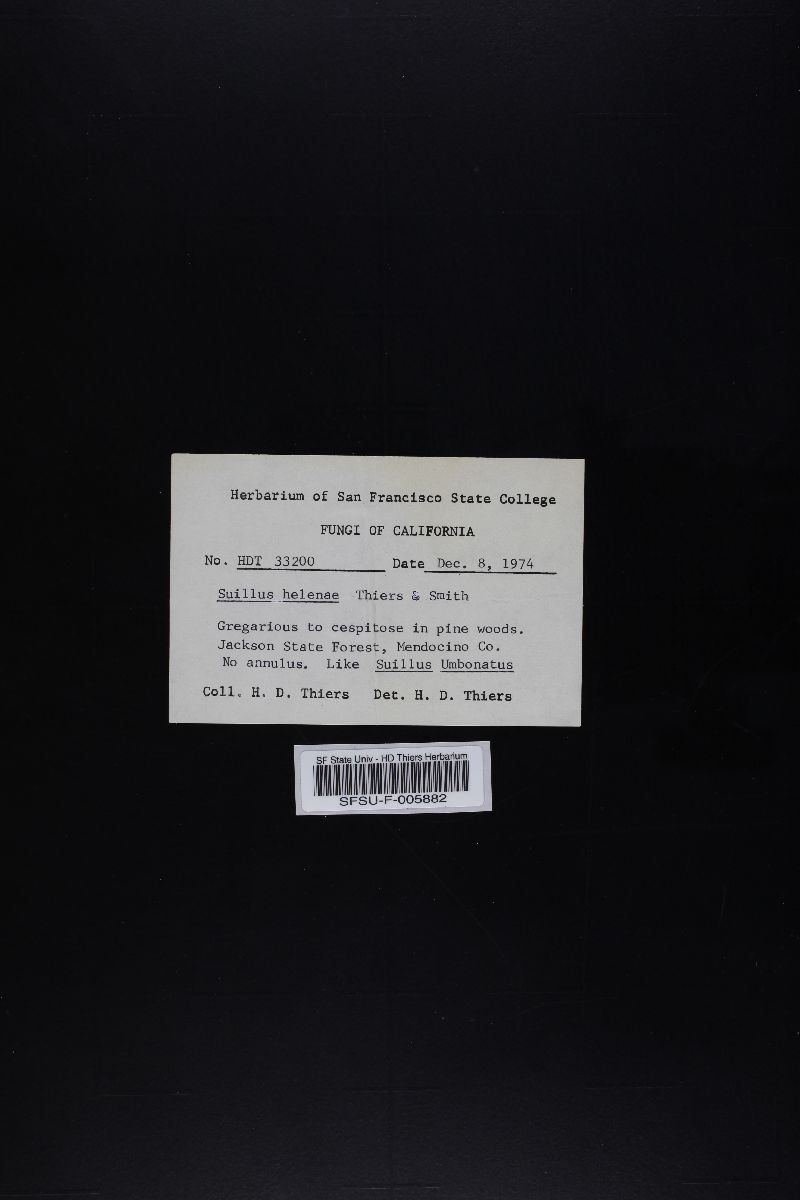 Herbarium of San Francisco State College
FUNGI OF CALIFORNIA
No. HDT 33200 Date Dec. 8, 1974
Suillus helenae Thiers & Smith
Gregarious to cespitose in pine woods.
Jackson State Forest, Mendocino Co.
No annulus. Like Suillus Umbonatus
Coll. H. D. Thiers Det. H. D. Thiers
SF State Univ - HD Thiers Herbarium
SFSU-F-005882